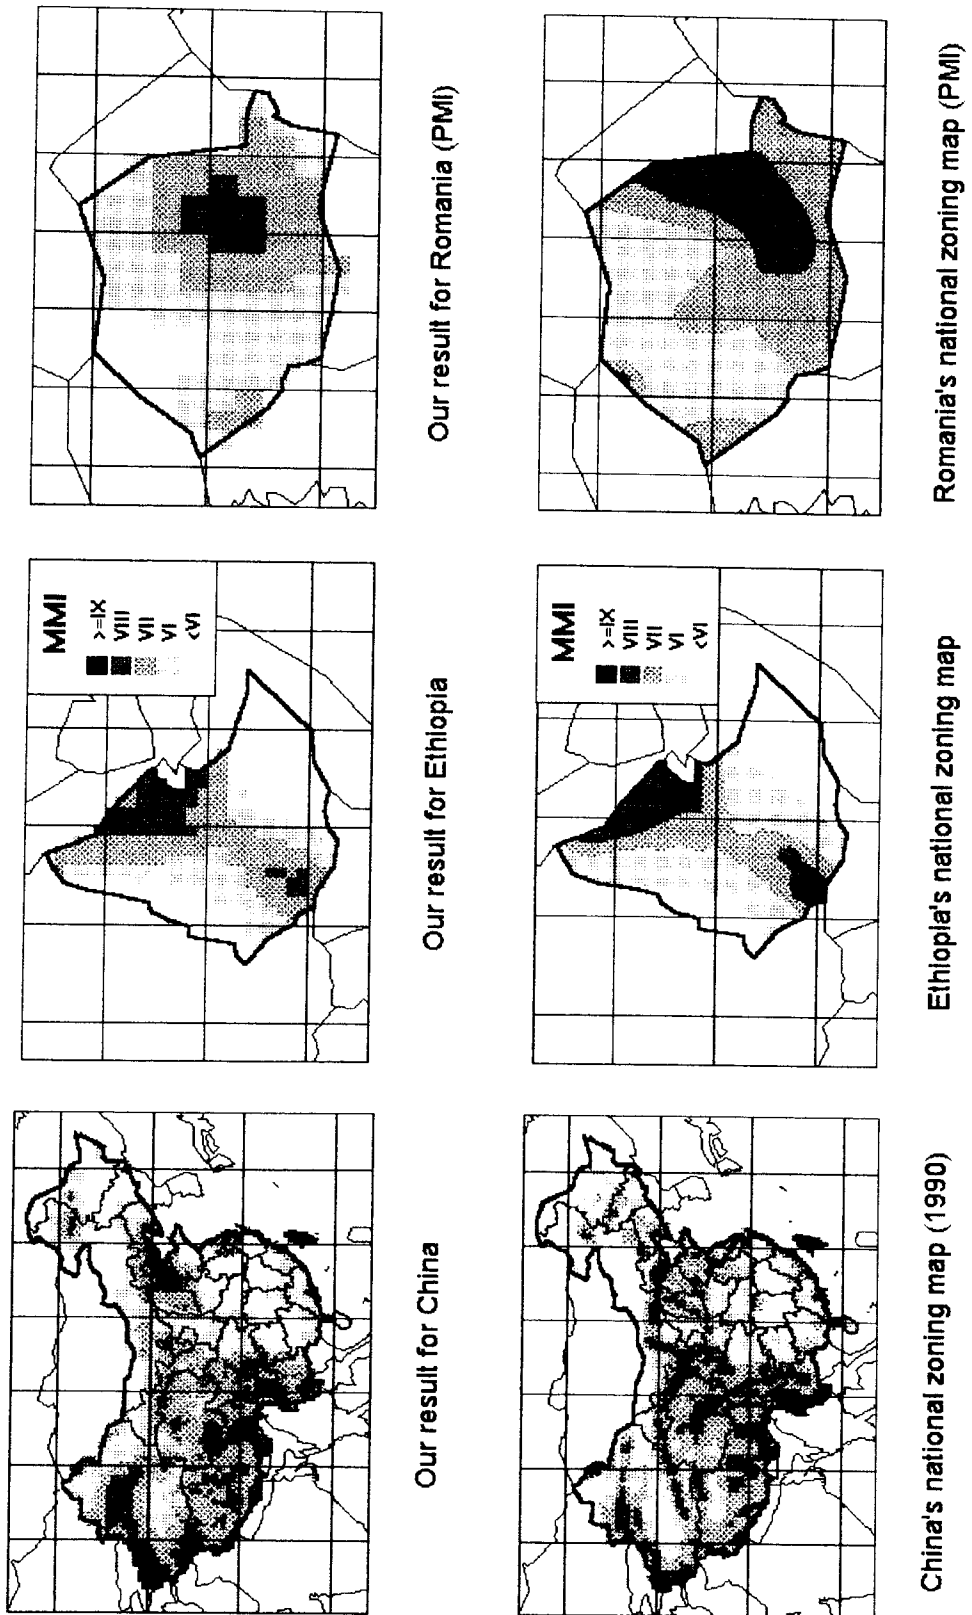 Our result for China
Our result for Ethiopia
MMI
>=IX
VIII
VII
VI
<VI
Our result for Romania (PMI)
China's national zoning map (1990)
Ethiopia's national zoning map
MMI
>=IX
VIII
VII
VI
<VI
Romania's national zoning map (PMI)